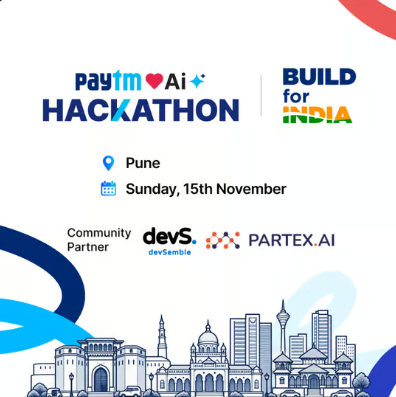 paytm ❤ Ai
HACKATHON
BUILD
for
INDIA
Pune
Sunday, 15th November
Community
Partner
devS.
devSemble
PARTEX.AI